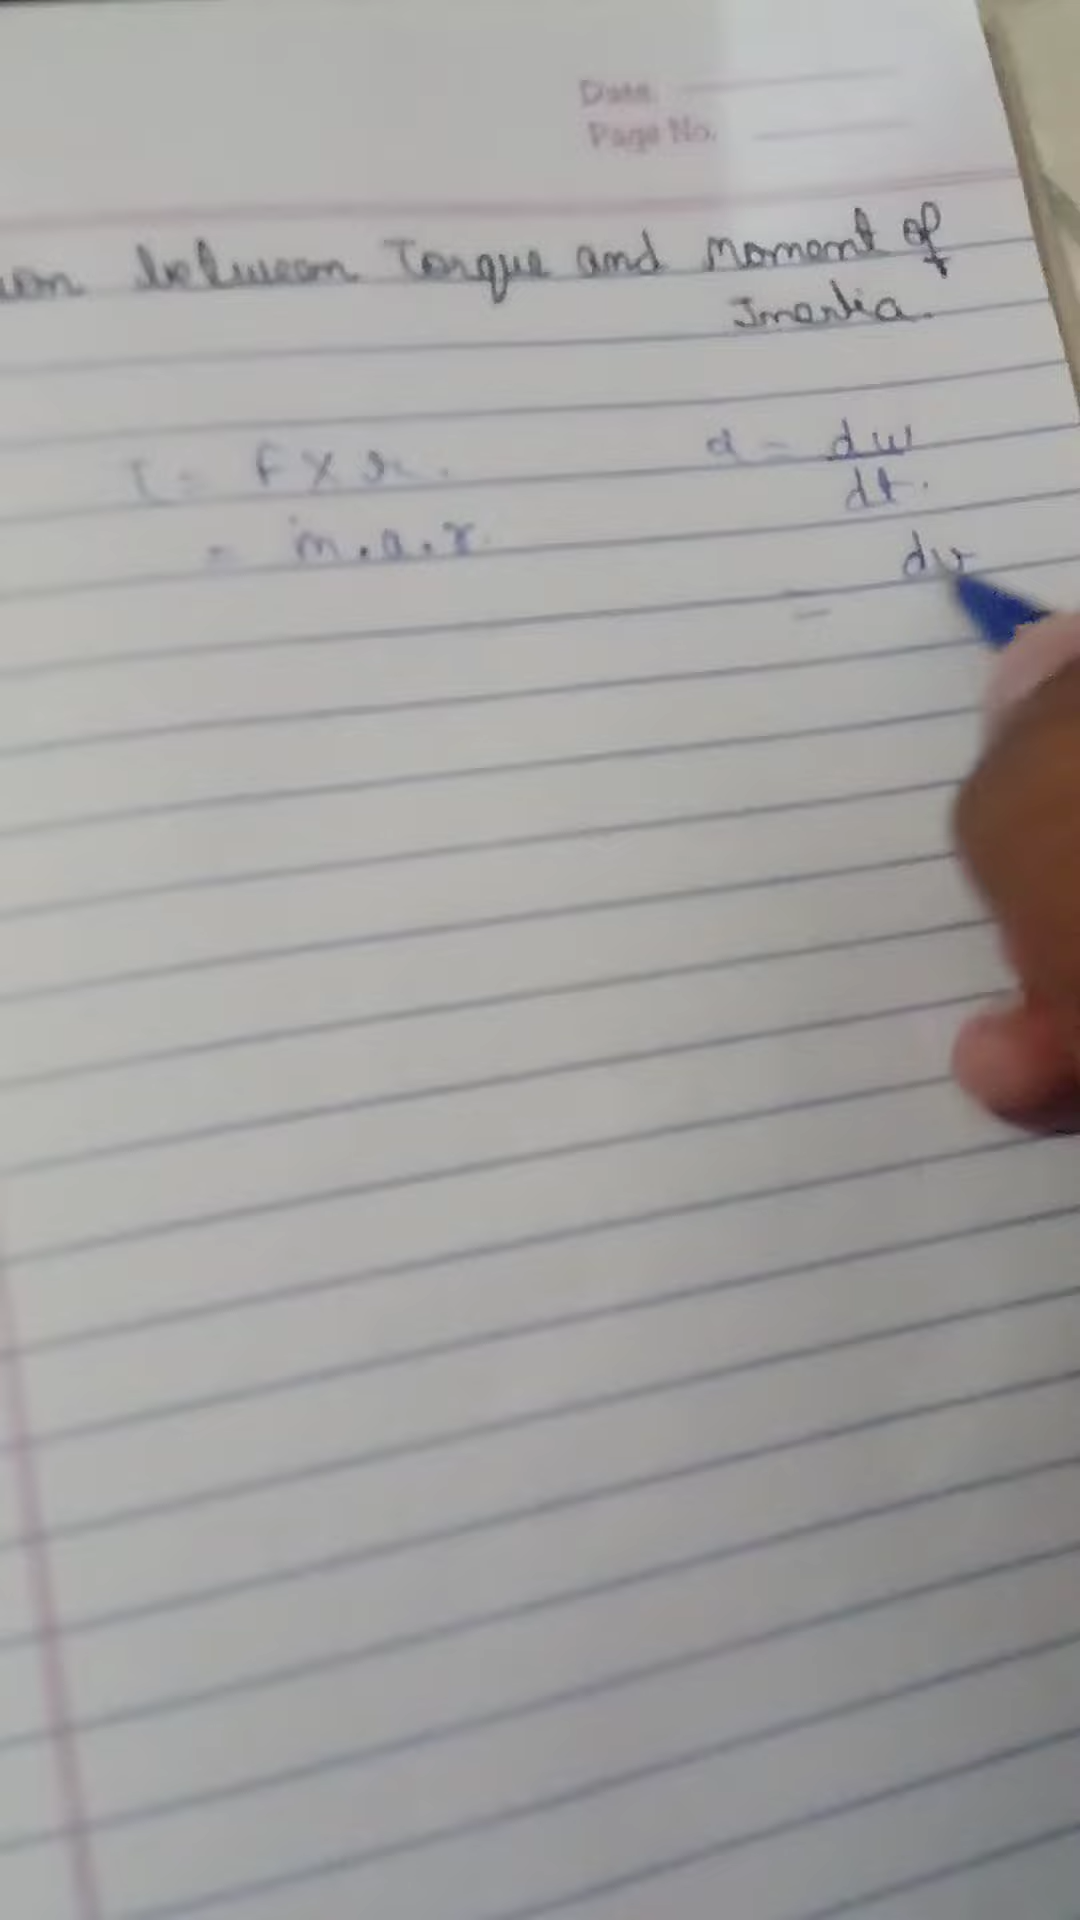 Date
Page No.
between Torque and Moment of
Inertia.
τ = F × r.
α = dω
dt.
= m.a.r.
= dv